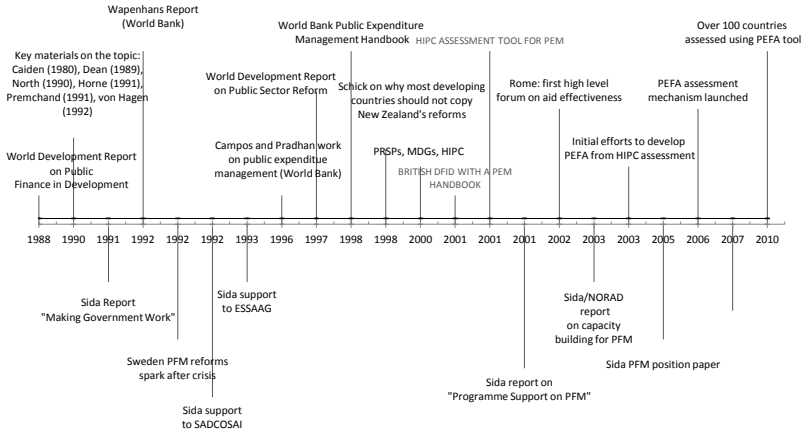 Wapenhans Report
(World Bank)
World Bank Public Expenditure
Management Handbook
HIPC ASSESSMENT TOOL FOR PEM
Over 100 countries
assessed using PEFA tool
Key materials on the topic:
Caiden (1980), Dean (1989),
North (1990), Horne (1991),
Premchand (1991), von Hagen
(1992)
World Development Report
on Public Sector Reform
Schick on why most developing
countries should not copy
New Zealand's reforms
Rome: first high level
forum on aid effectiveness
PEFA assessment
mechanism launched
World Development Report
on Public
Finance in Development
Campos and Pradhan work
on public expenditue
management (World Bank)
PRSPs, MDGs, HIPC
BRITISH DFID WITH A PEM
HANDBOOK
Initial efforts to develop
PEFA from HIPC assessment
1988 1990 1991 1992 1992 1992 1993 1996 1997 1998 1998 2000 2001 2001 2001 2002 2003 2003 2005 2006 2007 2010
Sida Report
"Making Government Work"
Sida support
to ESSAAG
Sida/NORAD
report
on capacity
building for PFM
Sweden PFM reforms
spark after crisis
Sida PFM position paper
Sida report on
"Programme Support on PFM"
Sida support
to SADCOSAI